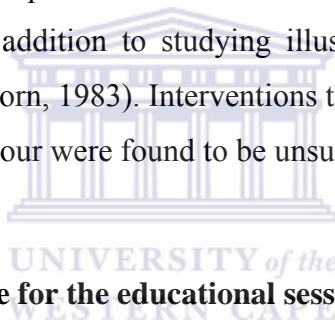 addition to studying illus
orn, 1983). Interventions t
our were found to be unsu
UNIVERSITY of the
e for the educational sess
WESTERN CAPE